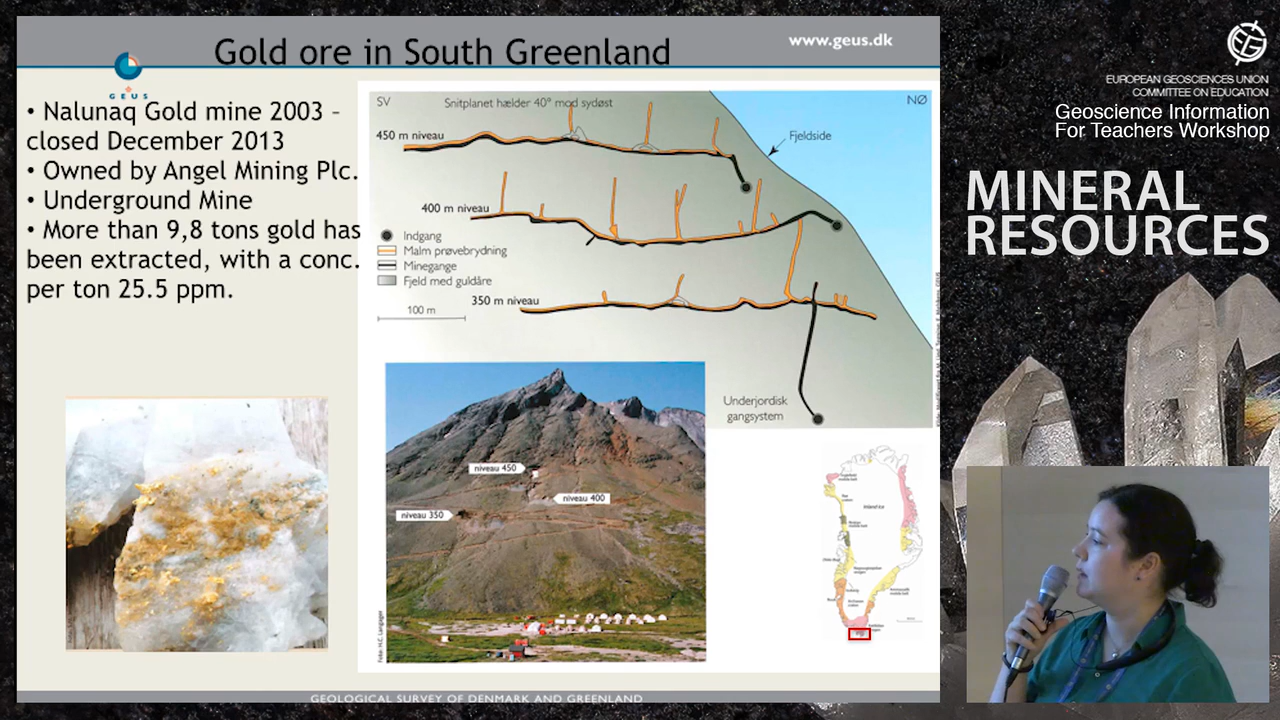 Gold ore in South Greenland
www.geus.dk
G E U S
• Nalunaq Gold mine 2003 –
closed December 2013
• Owned by Angel Mining Plc.
• Underground Mine
• More than 9,8 tons gold has
been extracted, with a conc.
per ton 25.5 ppm.
SV
Snitplanet hælder 40° mod sydøst
NØ
450 m niveau
Fjeldside
400 m niveau
Indgang
Malm prøvebrydning
Minegange
Fjeld med guldåre
350 m niveau
100 m
Underjordisk
gangsystem
niveau 450
niveau 400
niveau 350
Foto: H.C. Langager
Inland Ice
GEOLOGICAL SURVEY OF DENMARK AND GREENLAND
EUROPEAN GEOSCIENCES UNION
COMMITTEE ON EDUCATION
Geoscience Information
For Teachers Workshop
MINERAL
RESOURCES